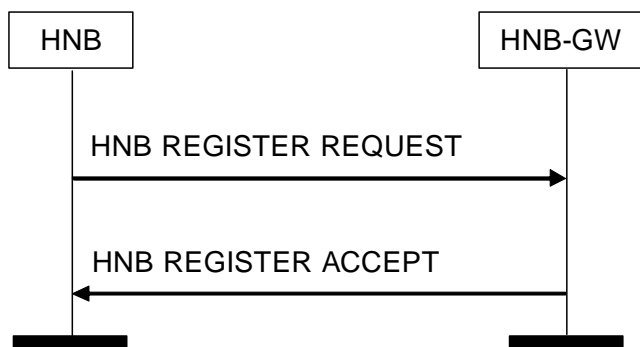 HNB
HNB-GW
HNB REGISTER REQUEST
HNB REGISTER ACCEPT